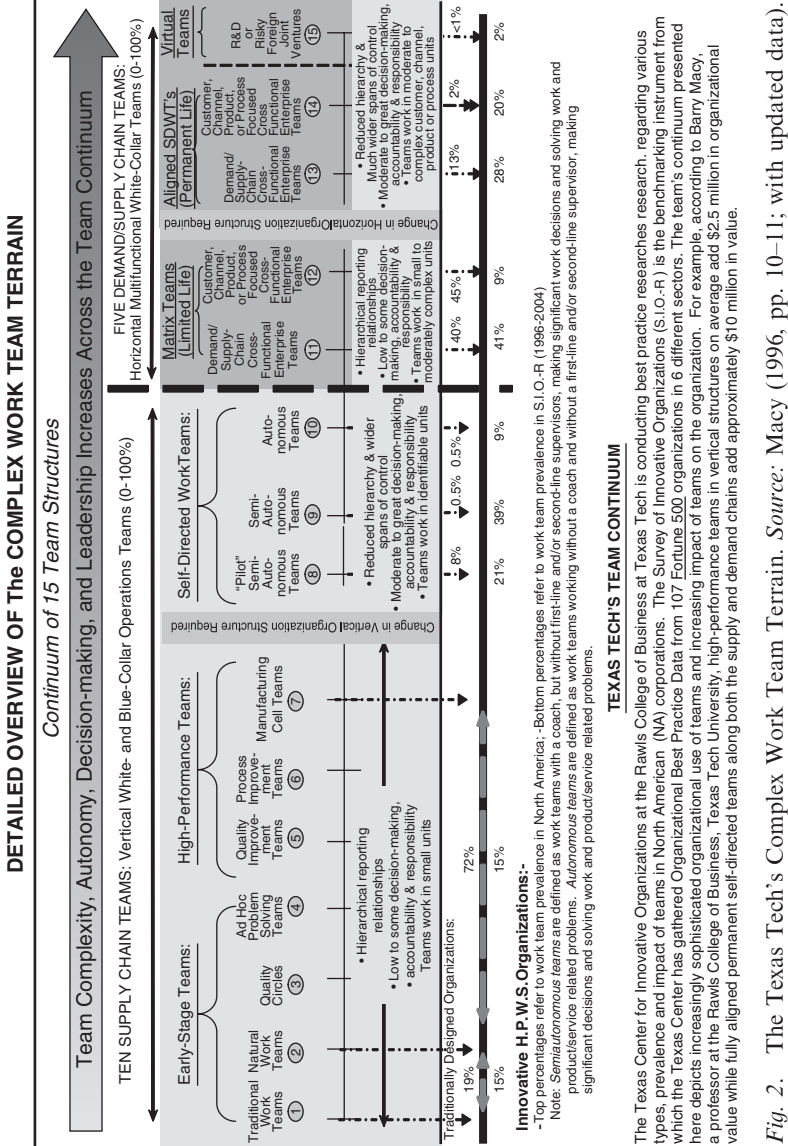 DETAILED OVERVIEW OF The COMPLEX WORK TEAM TERRAIN
Continuum of 15 Team Structures
Team Complexity, Autonomy, Decision-making, and Leadership Increases Across the Team Continuum
TEN SUPPLY CHAIN TEAMS: Vertical White- and Blue-Collar Operations Teams (0-100%)
FIVE DEMAND/SUPPLY CHAIN TEAMS:
Horizontal Multifunctional White-Collar Teams (0-100%)
Early-Stage Teams:
Traditional
Work
Teams
1
Natural
Work
Teams
2
Quality
Circles
3
Ad Hoc
Problem
Solving
Teams
4
High-Performance Teams:
Quality
Improve-
ment
Teams
5
Process
Improve-
ment
Teams
6
Manufacturing
Cell Teams
7
• Hierarchical reporting
relationships
• Low to some decision-making,
• accountability & responsibility
Teams work in small units
Change in Vertical
Organization Structure Required
Self-Directed WorkTeams:
"Pilot"
Semi-
Auto-
nomous
Teams
8
Semi-
Auto-
nomous
Teams
9
Auto-
nomous
Teams
10
• Reduced hierarchy & wider
spans of control
• Moderate to great decision-making,
accountability & responsibility
• Teams work in identifiable units
Matrix Teams
(Limited Life)
Demand/
Supply-
Chain
Cross-
Functional
Enterprise
Teams
11
Customer,
Channel,
Product,
or Process
Focused
Cross-
Functional
Enterprise
Teams
12
• Hierarchical reporting
relationships
• Low to some decision-
making, accountability &
responsibility
• Teams work in small to
moderately complex units
Change in Horizontal
Organization Structure Required
Aligned SDWT's
(Permanent Life)
Demand/
Supply-
Chain
Cross-
Functional
Enterprise
Teams
13
Customer,
Channel,
Product,
or Process
Focused
Cross
Functional
Enterprise
Teams
14
Virtual
Teams
R&D
or
Risky
Foreign
Joint
Ventures
15
• Reduced hierarchy &
Much wider spans of control
• Moderate to great decision-making,
accountability & responsibility
• Teams work in moderate to
complex customer, channel,
product or process units
Traditionally Designed Organizations:
19% 72% 8% 0.5% 0.5% 40% 45% 13% 2% <1%
15% 15% 21% 39% 9% 41% 9% 28% 20% 2%
Innovative H.P.W.S.Organizations:-
-Top percentages refer to work team prevalence in North America; -Bottom percentages refer to work team prevalence in S.I.O.-R (1996-2004)
Note: Semiautonomous teams are defined as work teams with a coach, but without first-line and/or second-line supervisors, making significant work decisions and solving work and
product/service related problems. Autonomous teams are defined as work teams working without a coach and without a first-line and/or second-line supervisor, making
significant decisions and solving work and product/service related problems.
TEXAS TECH'S TEAM CONTINUUM
The Texas Center for Innovative Organizations at the Rawls College of Business at Texas Tech is conducting best practice researches research. regarding various
types, prevalence and impact of teams in North American (NA) corporations. The Survey of Innovative Organizations (S.I.O.-R ) is the benchmarking instrument from
which the Texas Center has gathered Organizational Best Practice Data from 107 Fortune 500 organizations in 6 different sectors. The team's continuum presented
here depicts increasingly sophisticated organizational use of teams and increasing impact of teams on the organization. For example, according to Barry Macy,
a professor at the Rawls College of Business, Texas Tech University, high-performance teams in vertical structures on average add $2.5 million in organizational
value while fully aligned permanent self-directed teams along both the supply and demand chains add approximately $10 million in value.
Fig. 2. The Texas Tech's Complex Work Team Terrain. Source: Macy (1996, pp. 10–11; with updated data).